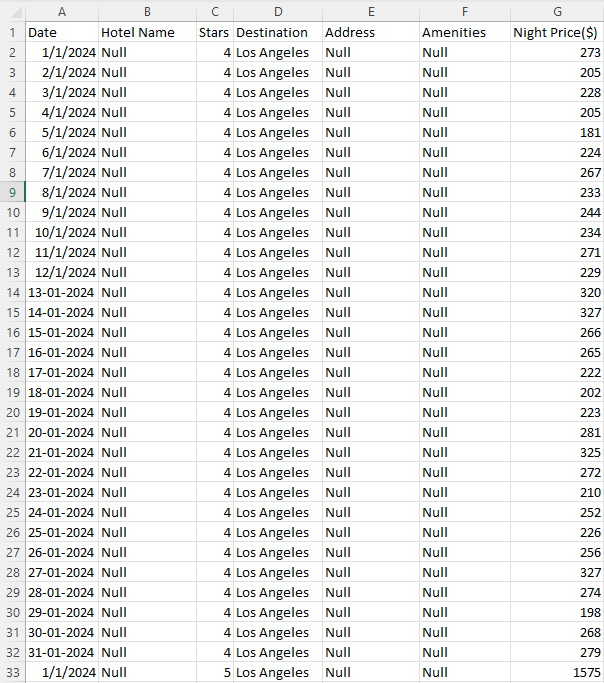 A B C D E F G
1 Date Hotel Name Stars Destination Address Amenities Night Price($)
2 1/1/2024 Null 4 Los Angeles Null Null 273
3 2/1/2024 Null 4 Los Angeles Null Null 205
4 3/1/2024 Null 4 Los Angeles Null Null 228
5 4/1/2024 Null 4 Los Angeles Null Null 205
6 5/1/2024 Null 4 Los Angeles Null Null 181
7 6/1/2024 Null 4 Los Angeles Null Null 224
8 7/1/2024 Null 4 Los Angeles Null Null 267
9 8/1/2024 Null 4 Los Angeles Null Null 233
10 9/1/2024 Null 4 Los Angeles Null Null 244
11 10/1/2024 Null 4 Los Angeles Null Null 234
12 11/1/2024 Null 4 Los Angeles Null Null 271
13 12/1/2024 Null 4 Los Angeles Null Null 229
14 13-01-2024 Null 4 Los Angeles Null Null 320
15 14-01-2024 Null 4 Los Angeles Null Null 327
16 15-01-2024 Null 4 Los Angeles Null Null 266
17 16-01-2024 Null 4 Los Angeles Null Null 265
18 17-01-2024 Null 4 Los Angeles Null Null 222
19 18-01-2024 Null 4 Los Angeles Null Null 202
20 19-01-2024 Null 4 Los Angeles Null Null 223
21 20-01-2024 Null 4 Los Angeles Null Null 281
22 21-01-2024 Null 4 Los Angeles Null Null 325
23 22-01-2024 Null 4 Los Angeles Null Null 272
24 23-01-2024 Null 4 Los Angeles Null Null 210
25 24-01-2024 Null 4 Los Angeles Null Null 252
26 25-01-2024 Null 4 Los Angeles Null Null 226
27 26-01-2024 Null 4 Los Angeles Null Null 256
28 27-01-2024 Null 4 Los Angeles Null Null 327
29 28-01-2024 Null 4 Los Angeles Null Null 274
30 29-01-2024 Null 4 Los Angeles Null Null 198
31 30-01-2024 Null 4 Los Angeles Null Null 268
32 31-01-2024 Null 4 Los Angeles Null Null 279
33 1/1/2024 Null 5 Los Angeles Null Null 1575